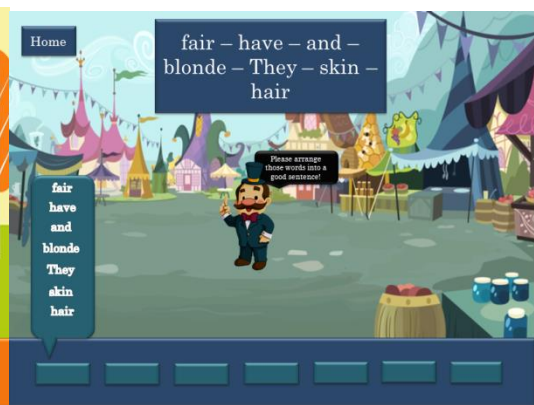 Home
fair – have – and –
blonde – They – skin –
hair
Please arrange
those words into a
good sentence!
fair
have
and
blonde
They
skin
hair